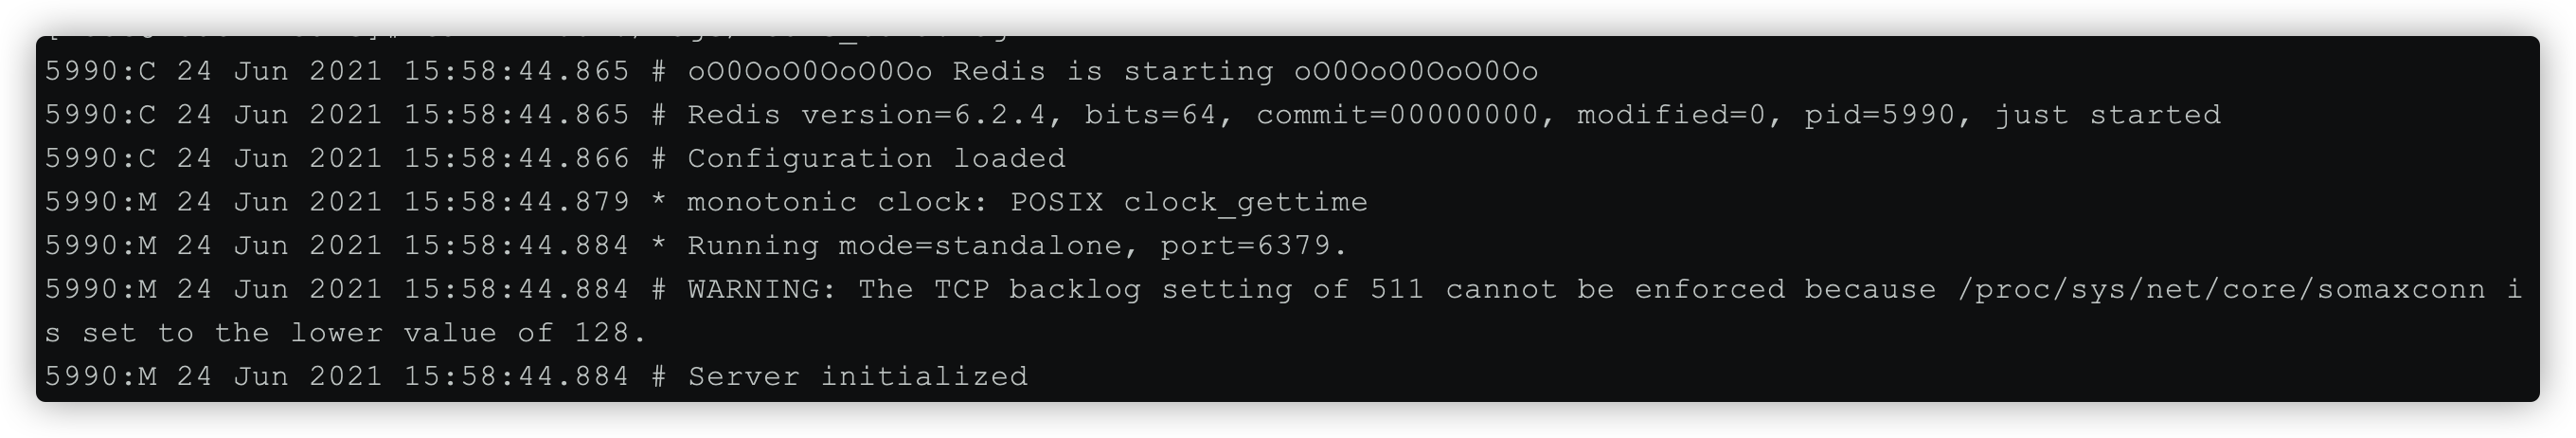 5990:C 24 Jun 2021 15:58:44.865 # oO0OoO0OoO0Oo Redis is starting oO0OoO0OoO0Oo
5990:C 24 Jun 2021 15:58:44.865 # Redis version=6.2.4, bits=64, commit=00000000, modified=0, pid=5990, just started
5990:C 24 Jun 2021 15:58:44.866 # Configuration loaded
5990:M 24 Jun 2021 15:58:44.879 * monotonic clock: POSIX clock_gettime
5990:M 24 Jun 2021 15:58:44.884 * Running mode=standalone, port=6379.
5990:M 24 Jun 2021 15:58:44.884 # WARNING: The TCP backlog setting of 511 cannot be enforced because /proc/sys/net/core/somaxconn i
s set to the lower value of 128.
5990:M 24 Jun 2021 15:58:44.884 # Server initialized